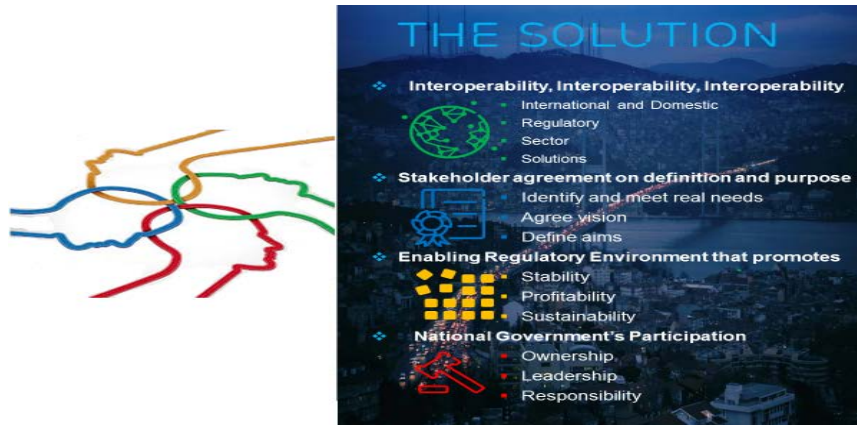 THE SOLUTION
Interoperability, Interoperability, Interoperability
International and Domestic
Regulatory
Sector
Solutions
Stakeholder agreement on definition and purpose
Identify and meet real needs
Agree vision
Define aims
Enabling Regulatory Environment that promotes
Stability
Profitability
Sustainability
National Government's Participation
Ownership
Leadership
Responsibility